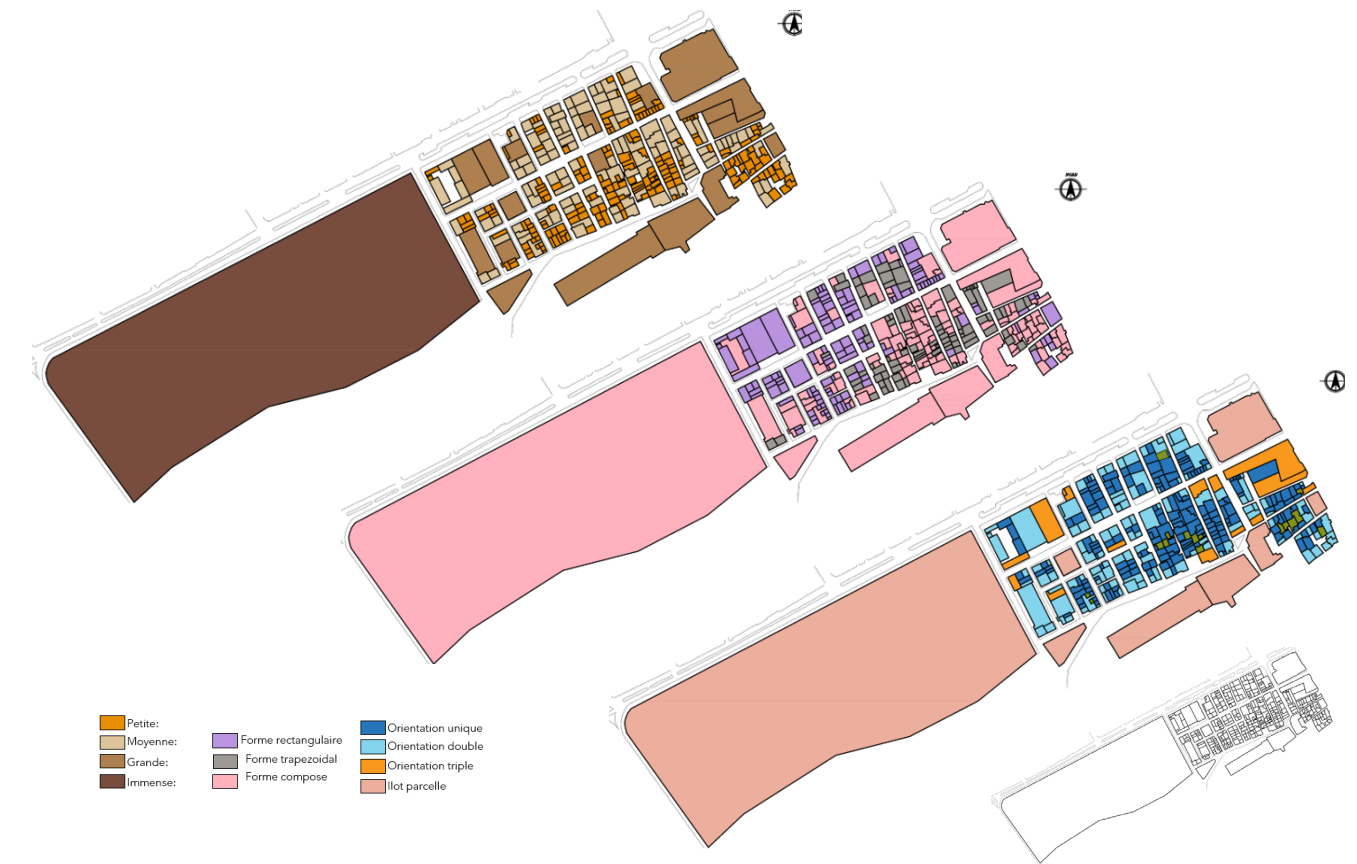 Petite:
Moyenne:
Grande:
Immense:
Forme rectangulaire
Forme trapezoidal
Forme compose
Orientation unique
Orientation double
Orientation triple
Ilot parcelle